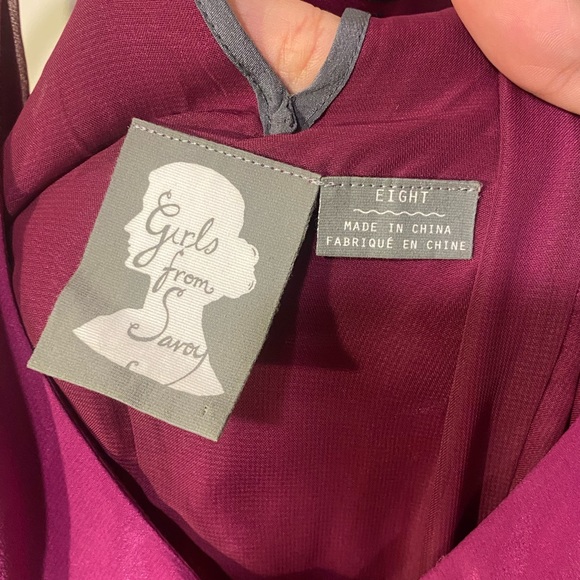 Girls
from
Savoy
EIGHT
MADE IN CHINA
FABRIQUÉ EN CHINE